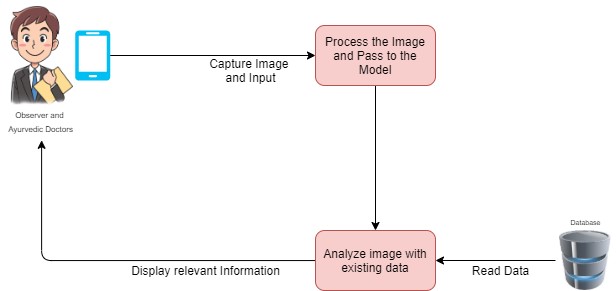 Process the Image
and Pass to the
Model
Capture Image
and Input
Observer and
Ayurvedic Doctors
Database
Analyze image with
existing data
Display relevant Information
Read Data